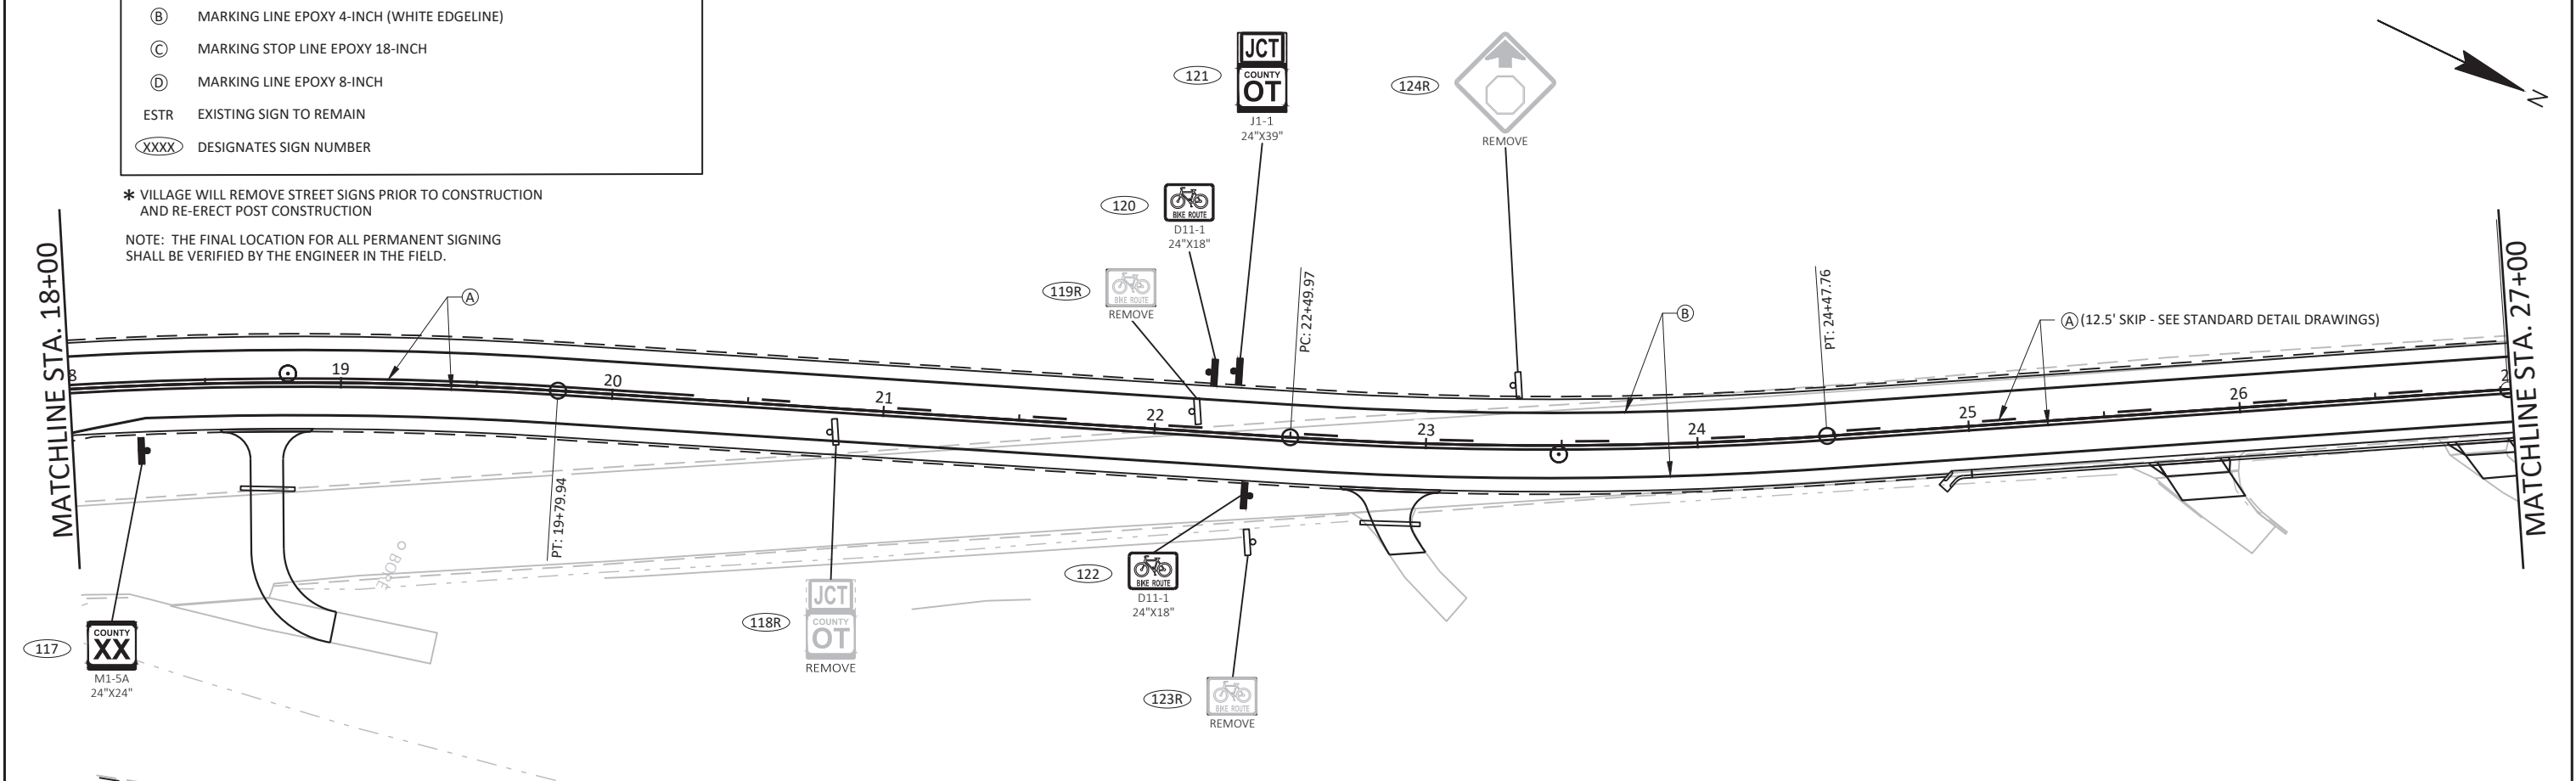 Ⓑ MARKING LINE EPOXY 4-INCH (WHITE EDGELINE)
Ⓒ MARKING STOP LINE EPOXY 18-INCH
Ⓓ MARKING LINE EPOXY 8-INCH
ESTR EXISTING SIGN TO REMAIN
XXXX DESIGNATES SIGN NUMBER
* VILLAGE WILL REMOVE STREET SIGNS PRIOR TO CONSTRUCTION
AND RE-ERECT POST CONSTRUCTION
NOTE: THE FINAL LOCATION FOR ALL PERMANENT SIGNING
SHALL BE VERIFIED BY THE ENGINEER IN THE FIELD.
121
JCT
COUNTY
OT
J1-1
24"X39"
124R
REMOVE
N
120
BIKE ROUTE
D11-1
24"X18"
119R
BIKE ROUTE
REMOVE
MATCHLINE STA. 18+00
Ⓐ
PC: 22+49.97
Ⓑ
PT: 24+47.76
Ⓐ (12.5' SKIP - SEE STANDARD DETAIL DRAWINGS)
MATCHLINE STA. 27+00
8
19
20
21
22
23
24
25
26
2
PT: 19+79.94
BORE
117
COUNTY
XX
M1-5A
24"X24"
118R
JCT
COUNTY
OT
REMOVE
122
BIKE ROUTE
D11-1
24"X18"
123R
BIKE ROUTE
REMOVE